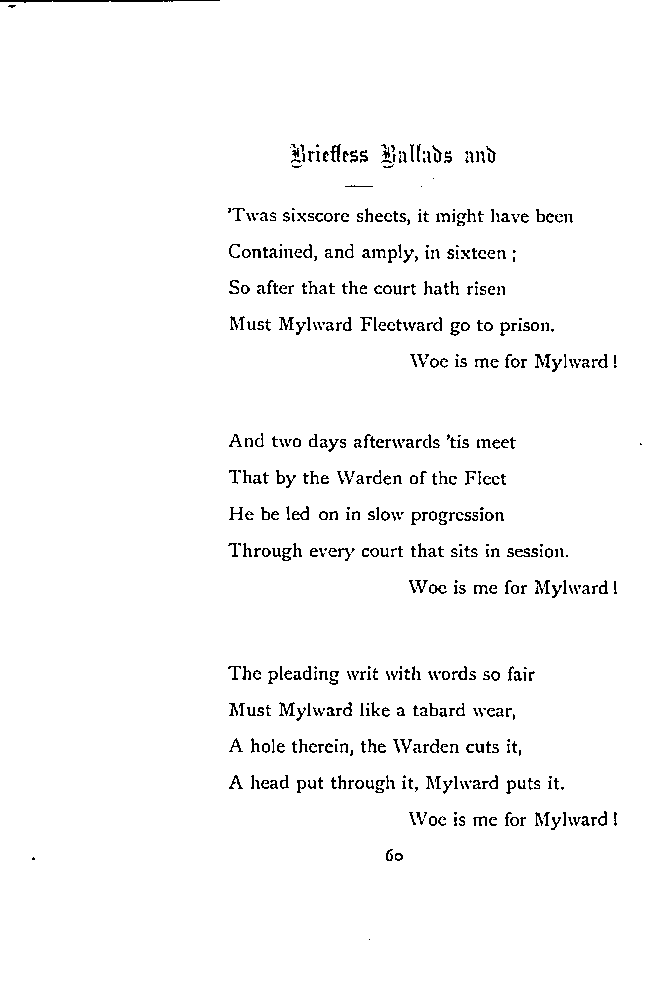 Briefless Ballads and
'Twas sixscore sheets, it might have been
Contained, and amply, in sixteen ;
So after that the court hath risen
Must Mylward Fleetward go to prison.
Woe is me for Mylward !
And two days afterwards 'tis meet
That by the Warden of the Fleet
He be led on in slow progression
Through every court that sits in session.
Woe is me for Mylward !
The pleading writ with words so fair
Must Mylward like a tabard wear,
A hole therein, the Warden cuts it,
A head put through it, Mylward puts it.
Woe is me for Mylward !
60